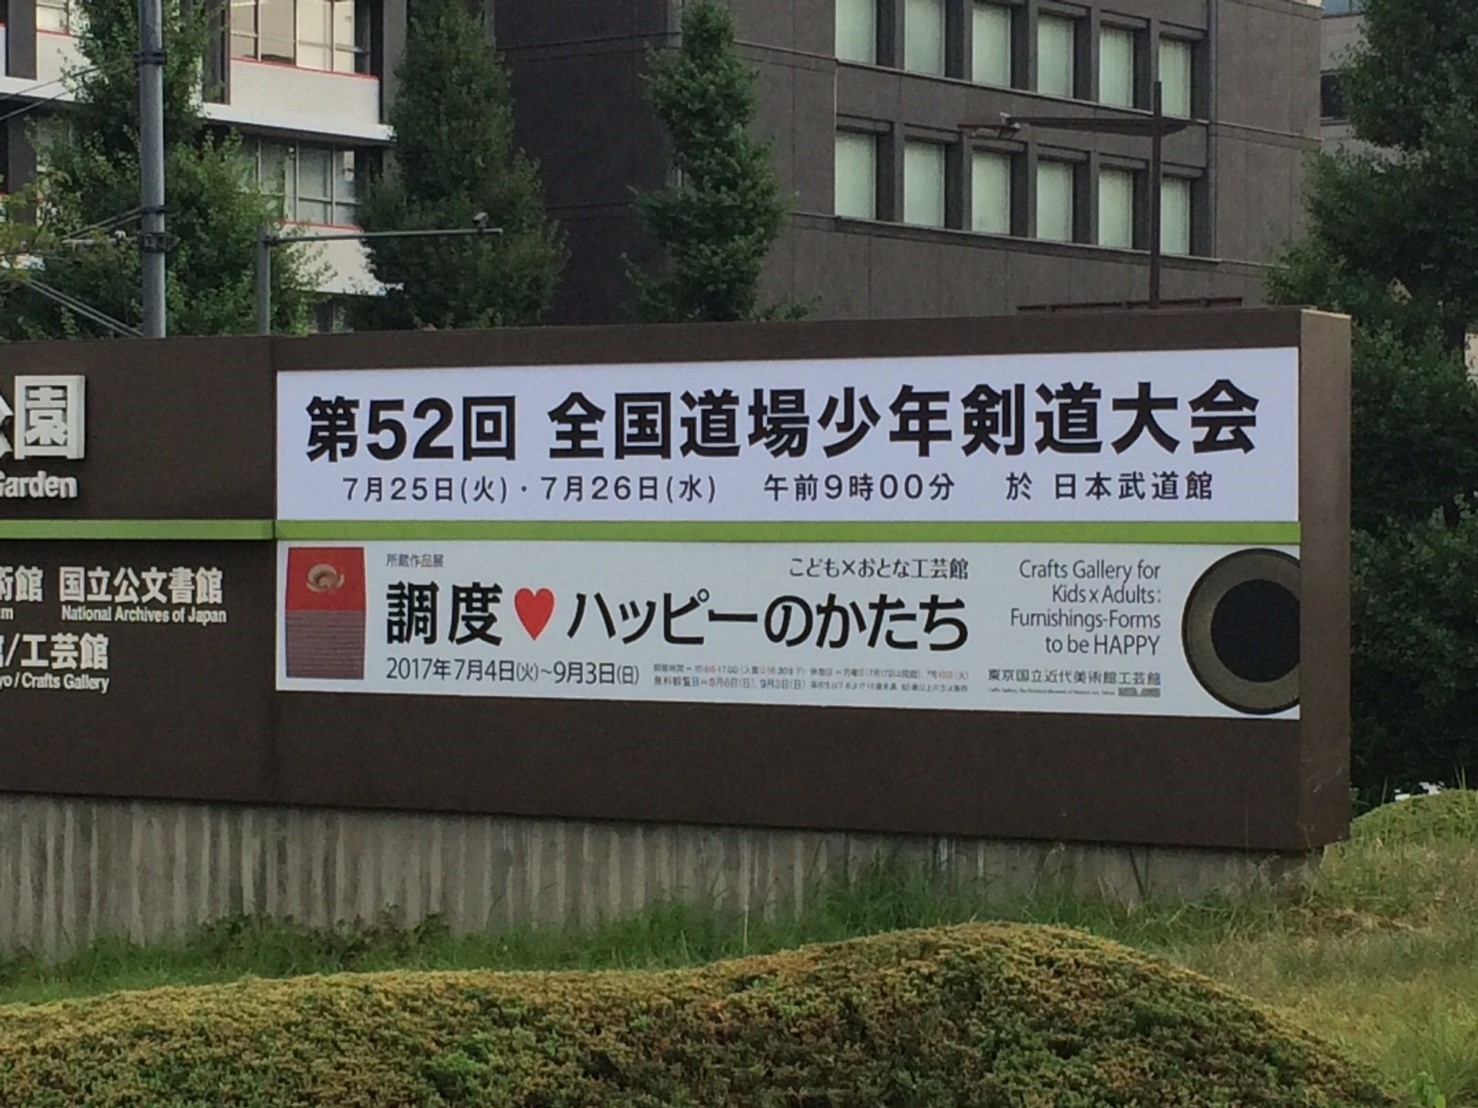 公園
Garden
術館 国立公文書館
National Archives of Japan
/工芸館
/ Crafts Gallery
第52回 全国道場少年剣道大会
7月25日(火)・7月26日(水) 午前9時00分 於 日本武道館
所蔵作品展
こども×おとな工芸館
調度♥ハッピーのかたち
2017年7月4日(火)~9月3日(日)
Crafts Gallery for
Kids x Adults:
Furnishings-Forms
to be HAPPY
東京国立近代美術館工芸館